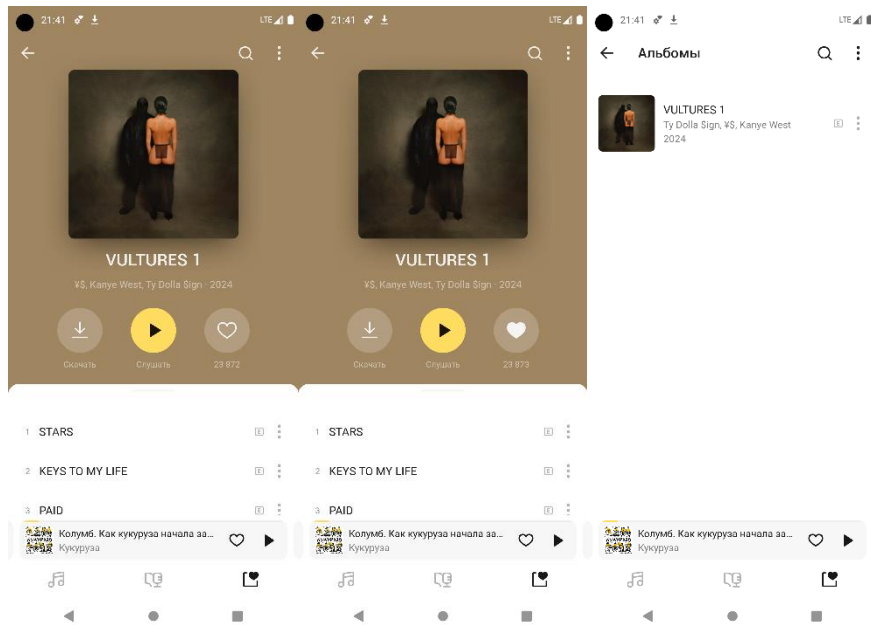 21:41
LTE
VULTURES 1
¥$, Kanye West, Ty Dolla $ign · 2024
Скачать
Слушать
23 872
1 STARS E
2 KEYS TO MY LIFE E
3 PAID E
Колумб. Как кукуруза начала за...
Кукуруза
21:41
LTE
VULTURES 1
¥$, Kanye West, Ty Dolla $ign · 2024
Скачать
Слушать
23 873
1 STARS E
2 KEYS TO MY LIFE E
3 PAID E
Колумб. Как кукуруза начала за...
Кукуруза
21:41
LTE
Альбомы
VULTURES 1
Ty Dolla $ign, ¥$, Kanye West
2024
E
Колумб. Как кукуруза начала за...
Кукуруза